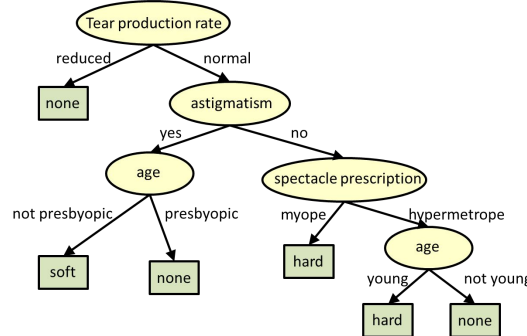 Tear production rate
reduced
normal
none
astigmatism
yes
no
age
spectacle prescription
not presbyopic
presbyopic
myope
hypermetrope
soft
none
hard
age
young
not young
hard
none